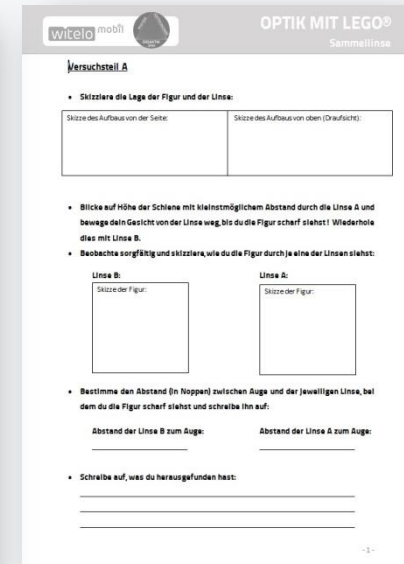 witelo mobil
OPTIK MIT LEGO®
Sammellinse
Versuchsteil A
• Skizziere die Lage der Figur und der Linse:
Skizze des Aufbaus von der Seite:
Skizze des Aufbaus von oben (Draufsicht):
• Blicke auf Höhe der Schiene mit kleinstmöglichem Abstand durch die Linse A und
bewege dein Gesicht von der Linse weg, bis du die Figur scharf siehst! Wiederhole
dies mit Linse B.
• Beobachte sorgfältig und skizziere, wie du die Figur durch je eine der Linsen siehst:
Linse B:
Linse A:
Skizze der Figur:
Skizze der Figur:
• Bestimme den Abstand (in Noppen) zwischen Auge und der jeweiligen Linse, bei
dem du die Figur scharf siehst und schreibe ihn auf:
Abstand der Linse B zum Auge:
Abstand der Linse A zum Auge:
• Schreibe auf, was du herausgefunden hast:
- 1 -